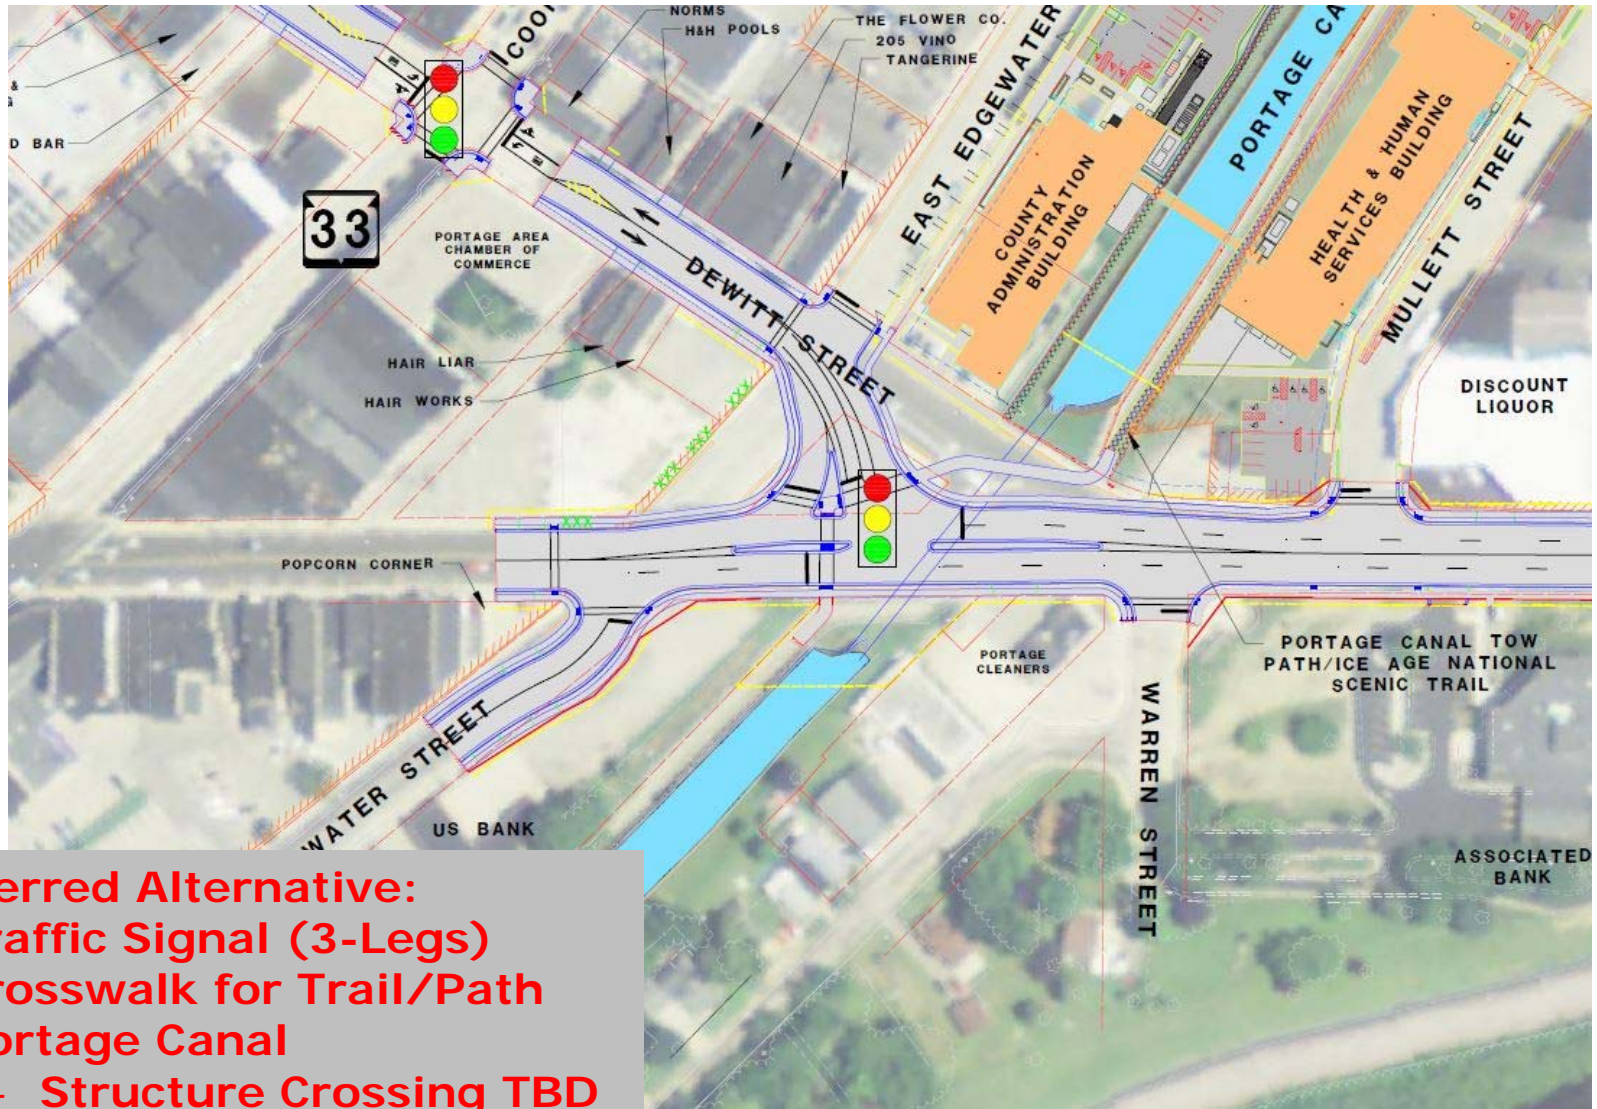 COOK
NORMS
H&H POOLS
THE FLOWER CO.
205 VINO
TANGERINE
&
D BAR
33
PORTAGE AREA
CHAMBER OF
COMMERCE
HAIR LIAR
HAIR WORKS
DEWITT STREET
EAST EDGEWATER
COUNTY
ADMINISTRATION
BUILDING
PORTAGE CA
HEALTH & HUMAN
SERVICES BUILDING
MULLETT STREET
DISCOUNT
LIQUOR
POPCORN CORNER
WATER STREET
US BANK
PORTAGE
CLEANERS
WARREN STREET
PORTAGE CANAL TOW
PATH/ICE AGE NATIONAL
SCENIC TRAIL
ASSOCIATED
BANK
erred Alternative:
raffic Signal (3-Legs)
rosswalk for Trail/Path
ortage Canal
Structure Crossing TBD